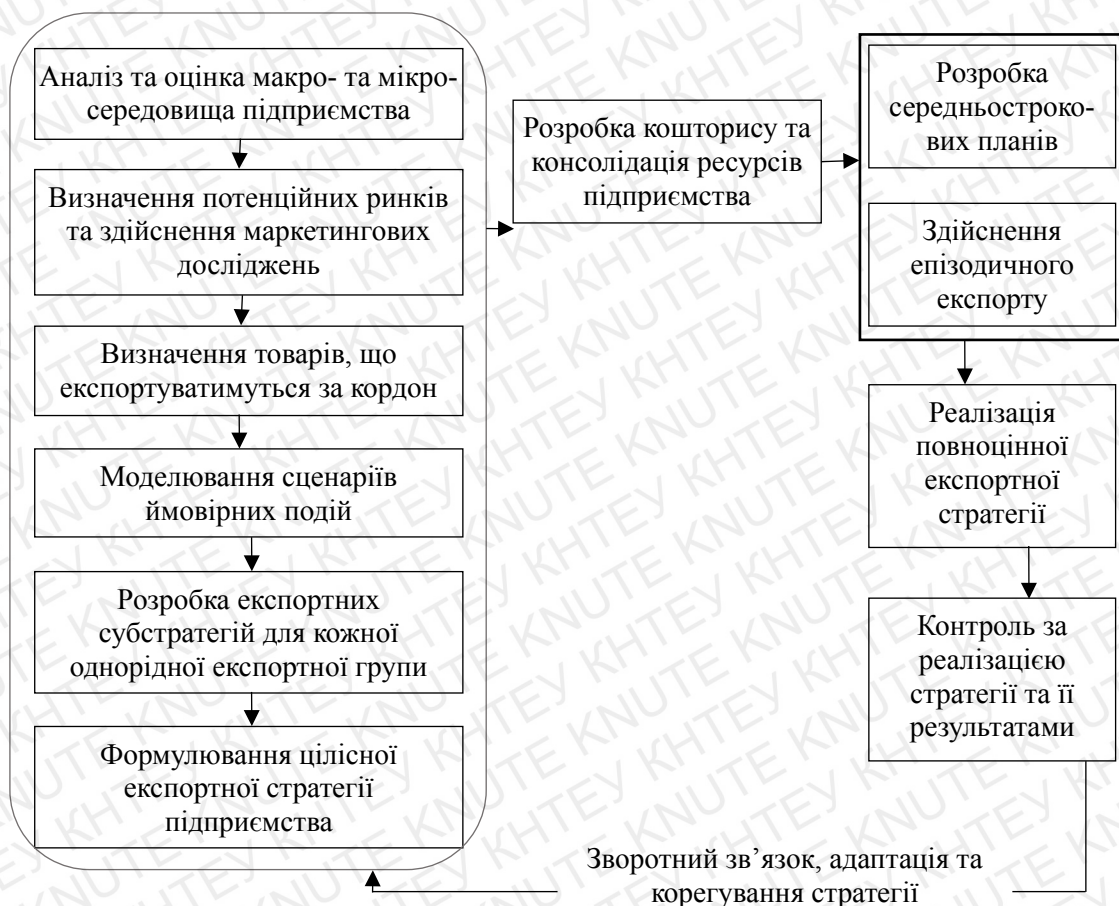 Аналіз та оцінка макро- та мікро-
середовища підприємства
Визначення потенційних ринків
та здійснення маркетингових
досліджень
Визначення товарів, що
експортуватимуться за кордон
Моделювання сценаріїв
ймовірних подій
Розробка експортних
субстратегій для кожної
однорідної експортної групи
Формулювання цілісної
експортної стратегії
підприємства
Розробка кошторису та
консолідація ресурсів
підприємства
Розробка
середньостроко-
вих планів
Здійснення
епізодичного
експорту
Реалізація
повноцінної
експортної
стратегії
Контроль за
реалізацією
стратегії та її
результатами
Зворотний зв’язок, адаптація та
корегування стратегії